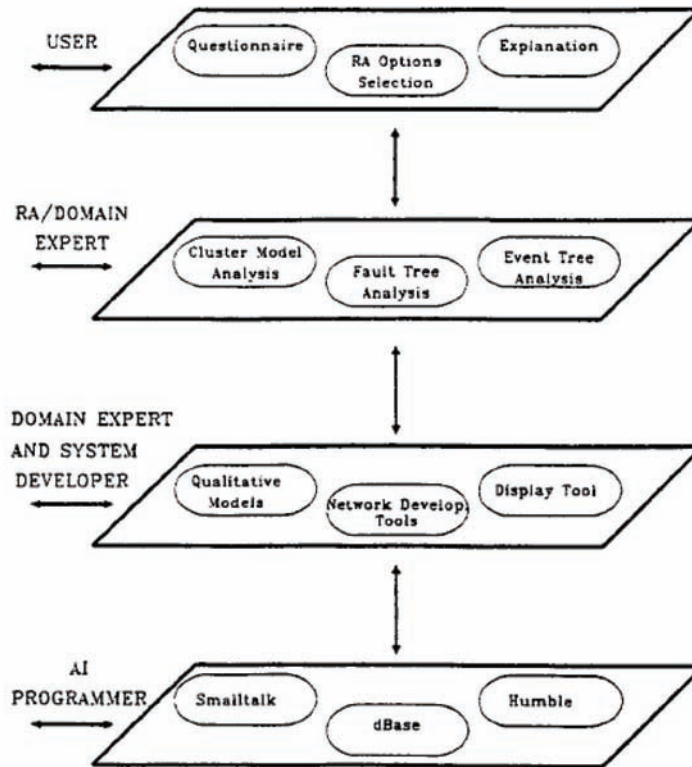 USER
Questionnaire
RA Options
Selection
Explanation
RA/DOMAIN
EXPERT
Cluster Model
Analysis
Fault Tree
Analysis
Event Tree
Analysis
DOMAIN EXPERT
AND SYSTEM
DEVELOPER
Qualitative
Models
Network Develop.
Tools
Display Tool
AI
PROGRAMMER
Smalltalk
dBase
Humble